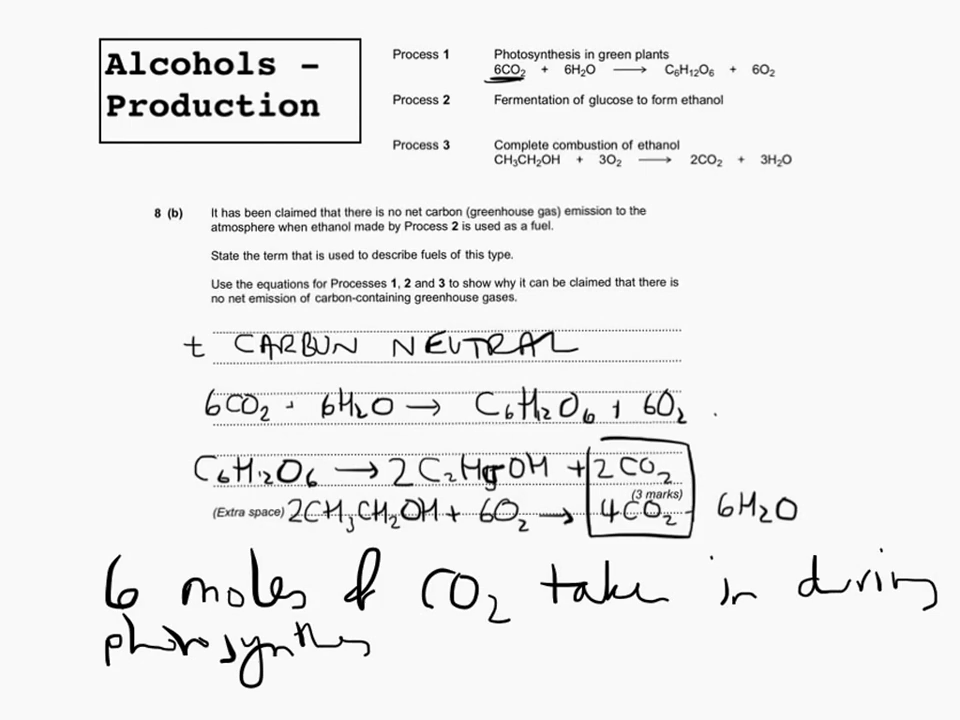 Alcohols –
Production
Process 1 Photosynthesis in green plants
6CO₂ + 6H₂O ⟶ C₆H₁₂O₆ + 6O₂
Process 2 Fermentation of glucose to form ethanol
Process 3 Complete combustion of ethanol
CH₃CH₂OH + 3O₂ ⟶ 2CO₂ + 3H₂O
8 (b) It has been claimed that there is no net carbon (greenhouse gas) emission to the
atmosphere when ethanol made by Process 2 is used as a fuel.
State the term that is used to describe fuels of this type.
Use the equations for Processes 1, 2 and 3 to show why it can be claimed that there is
no net emission of carbon-containing greenhouse gases.
t CARBUN NEUTRAL
6CO₂ + 6H₂O → C₆H₁₂O₆ + 6O₂
C₆H₁₂O₆ → 2C₂H₅OH + 2CO₂
(3 marks)
(Extra space) 2CH₃CH₂OH + 6O₂ → 4CO₂ 6H₂O
6 moles of CO₂ take in during
photosynthes